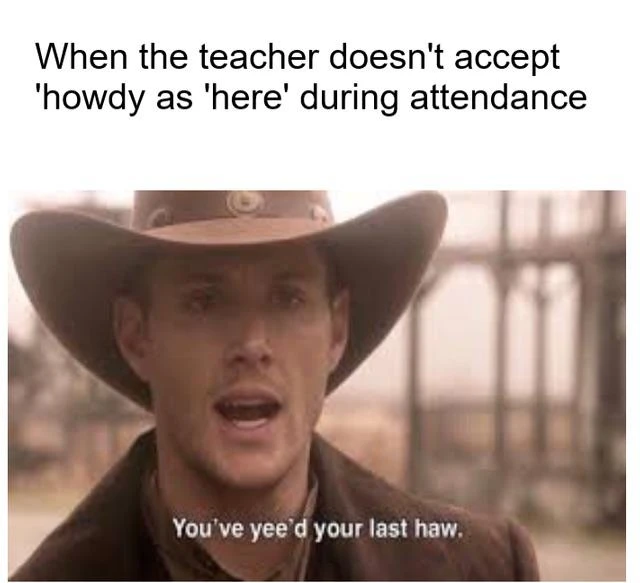 When the teacher doesn't accept
'howdy as 'here' during attendance
You've yee'd your last haw.